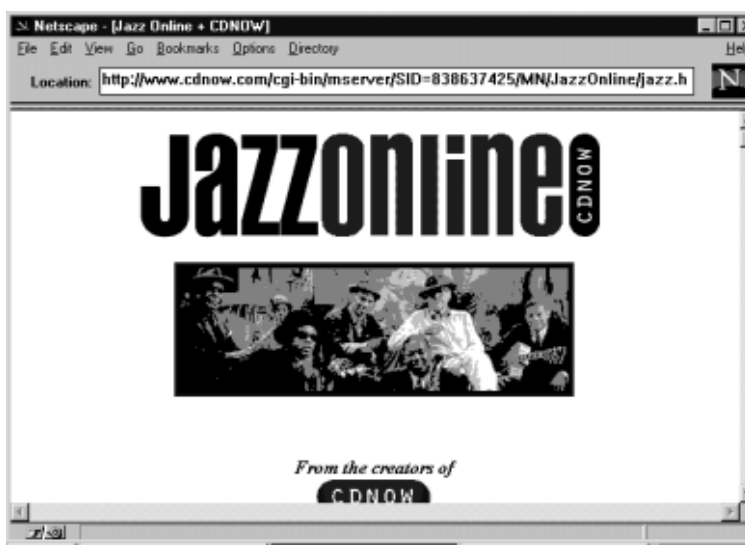 Netscape - [Jazz Online + CDNOW]
File Edit View Go Bookmarks Options Directory Hel
Location: http://www.cdnow.com/cgi-bin/mserver/SID=838637425/MN/JazzOnline/jazz.h
N
Jazzonline
CDNOW
From the creators of
CDNOW